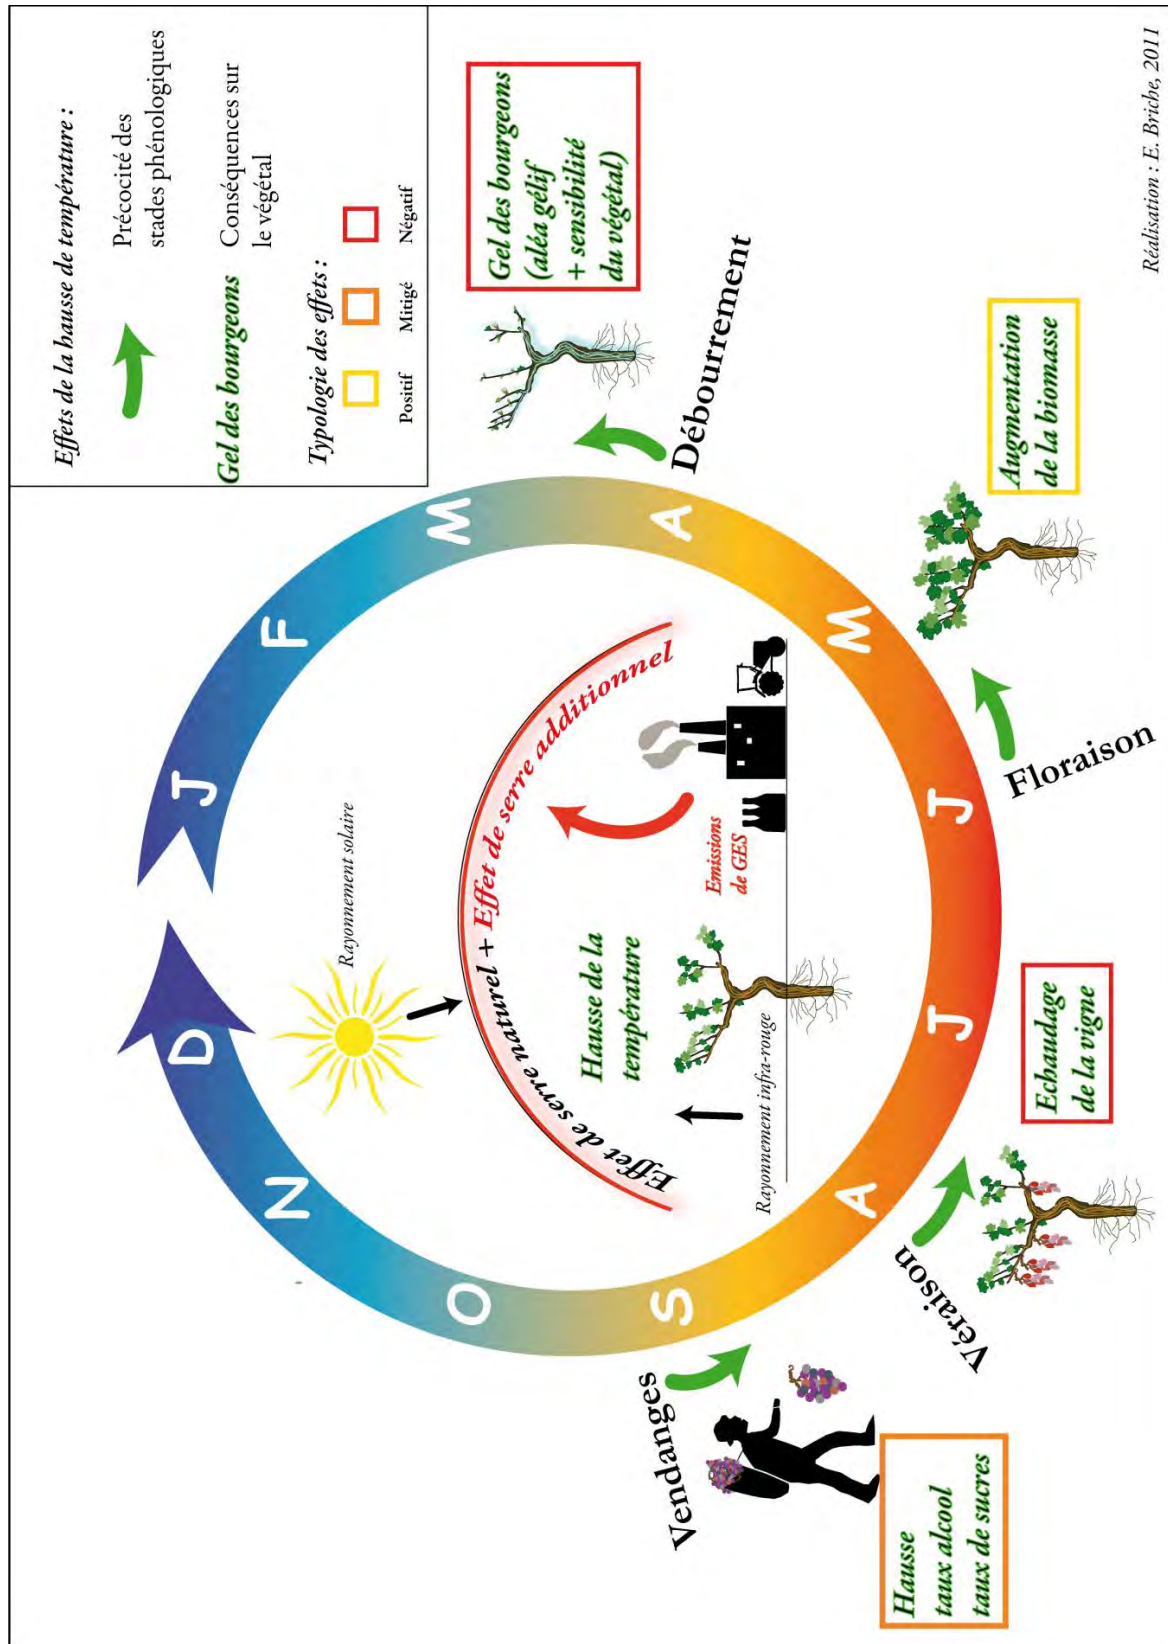 Effets de la hausse de température :
Précocité des
stades phénologiques
Gel des bourgeons
Conséquences sur
le végétal
Typologie des effets :
Positif
Mitigé
Négatif
J
F
M
A
M
J
J
A
S
O
N
D
Rayonnement solaire
Effet de serre naturel + Effet de serre additionnel
Hausse de la
température
Emissions
de GES
Rayonnement infra-rouge
Débourrement
Gel des bourgeons
(aléa gélif
+ sensibilité
du végétal)
Floraison
Augmentation
de la biomasse
Véraison
Echaudage
de la vigne
Vendanges
Hausse
taux alcool
taux de sucres
Réalisation : E. Briche, 2011